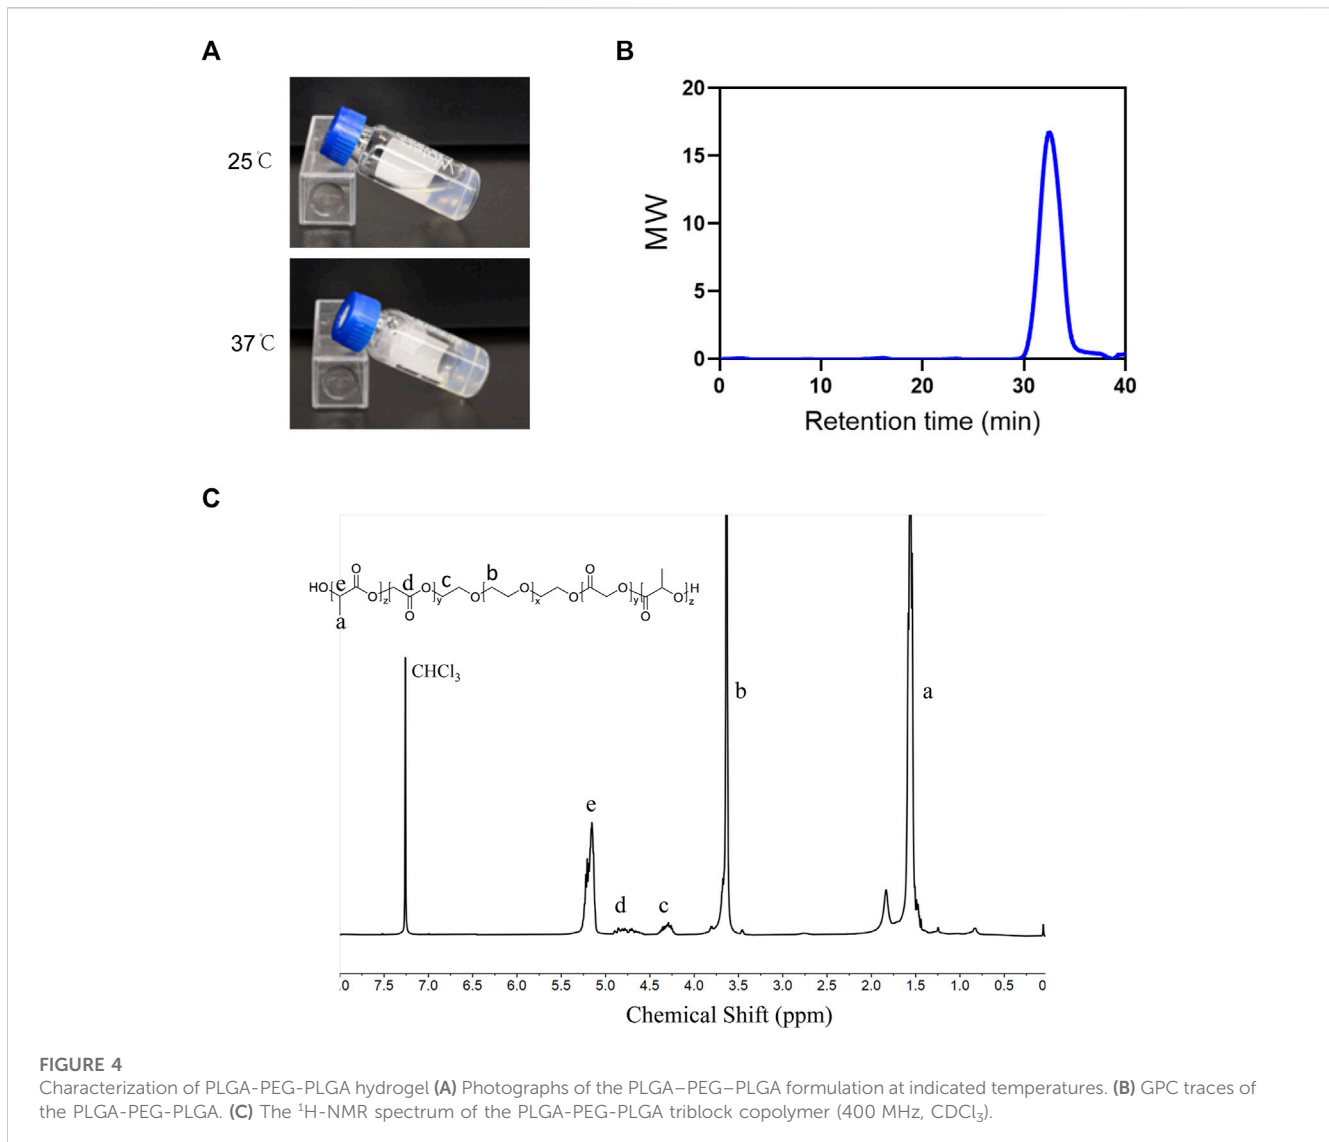 A
B
25℃
37℃
20
15
10
5
0
MW
0 10 20 30 40
Retention time (min)
C
HO e O O z d O O y c O b O x O O O y O O z H
a
CHCl₃
b
a
e
d
c
.0 7.5 7.0 6.5 6.0 5.5 5.0 4.5 4.0 3.5 3.0 2.5 2.0 1.5 1.0 0.5 0
Chemical Shift (ppm)
FIGURE 4
Characterization of PLGA-PEG-PLGA hydrogel (A) Photographs of the PLGA–PEG–PLGA formulation at indicated temperatures. (B) GPC traces of
the PLGA-PEG-PLGA. (C) The ¹H-NMR spectrum of the PLGA-PEG-PLGA triblock copolymer (400 MHz, CDCl₃).